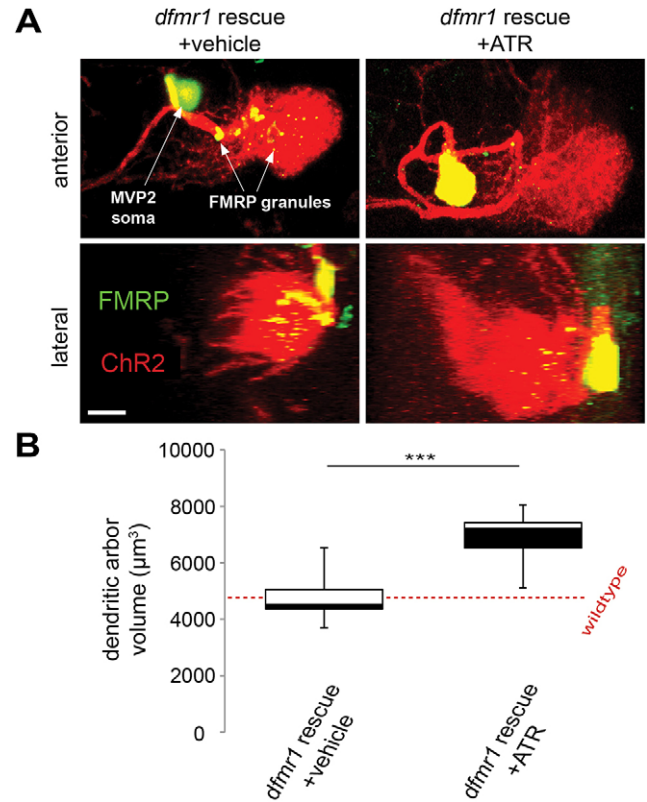 A
dfmr1 rescue
+vehicle
dfmr1 rescue
+ATR
anterior
MVP2
soma
FMRP granules
lateral
FMRP
ChR2
B
dendritic arbor
volume (µm³)
10000
8000
6000
4000
2000
0
***
wildtype
dfmr1 rescue
+vehicle
dfmr1 rescue
+ATR